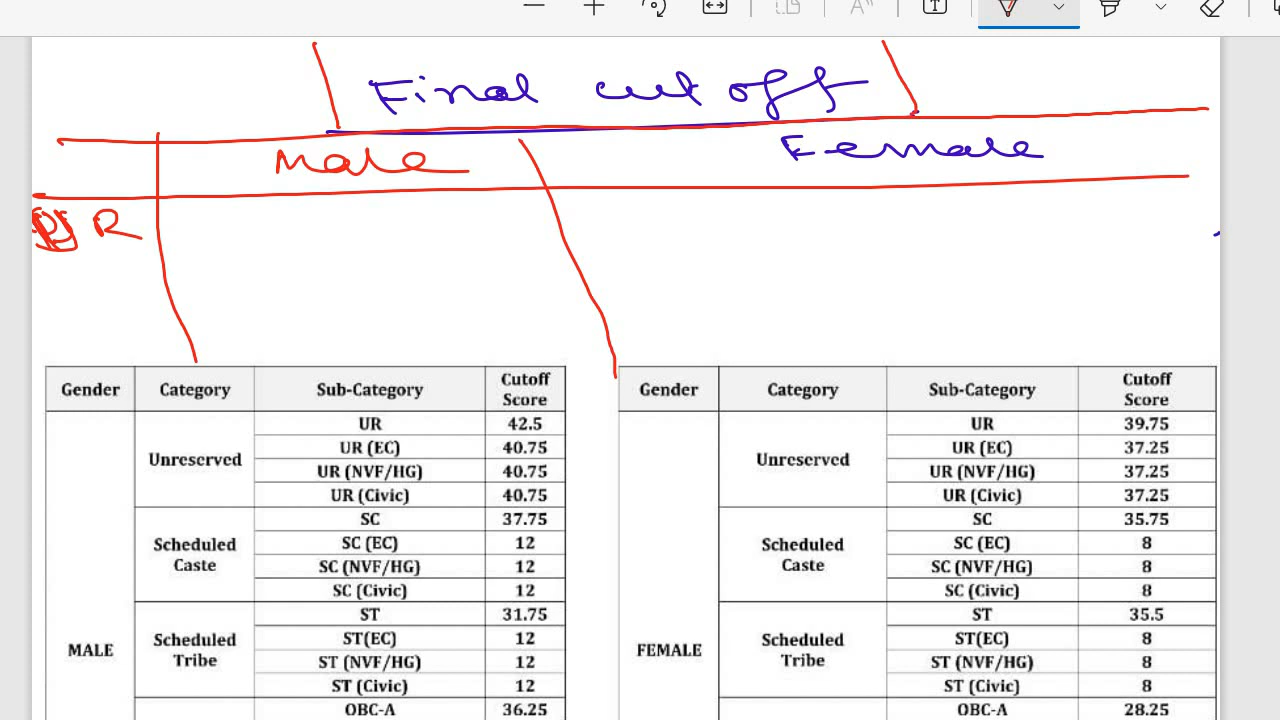 Final cut off
Male Female
R
Gender Category Sub-Category Cutoff Score
MALE
Unreserved
UR 42.5
UR (EC) 40.75
UR (NVF/HG) 40.75
UR (Civic) 40.75
Scheduled Caste
SC 37.75
SC (EC) 12
SC (NVF/HG) 12
SC (Civic) 12
Scheduled Tribe
ST 31.75
ST(EC) 12
ST (NVF/HG) 12
ST (Civic) 12
OBC-A 36.25
Gender Category Sub-Category Cutoff Score
FEMALE
Unreserved
UR 39.75
UR (EC) 37.25
UR (NVF/HG) 37.25
UR (Civic) 37.25
Scheduled Caste
SC 35.75
SC (EC) 8
SC (NVF/HG) 8
SC (Civic) 8
Scheduled Tribe
ST 35.5
ST(EC) 8
ST (NVF/HG) 8
ST (Civic) 8
OBC-A 28.25